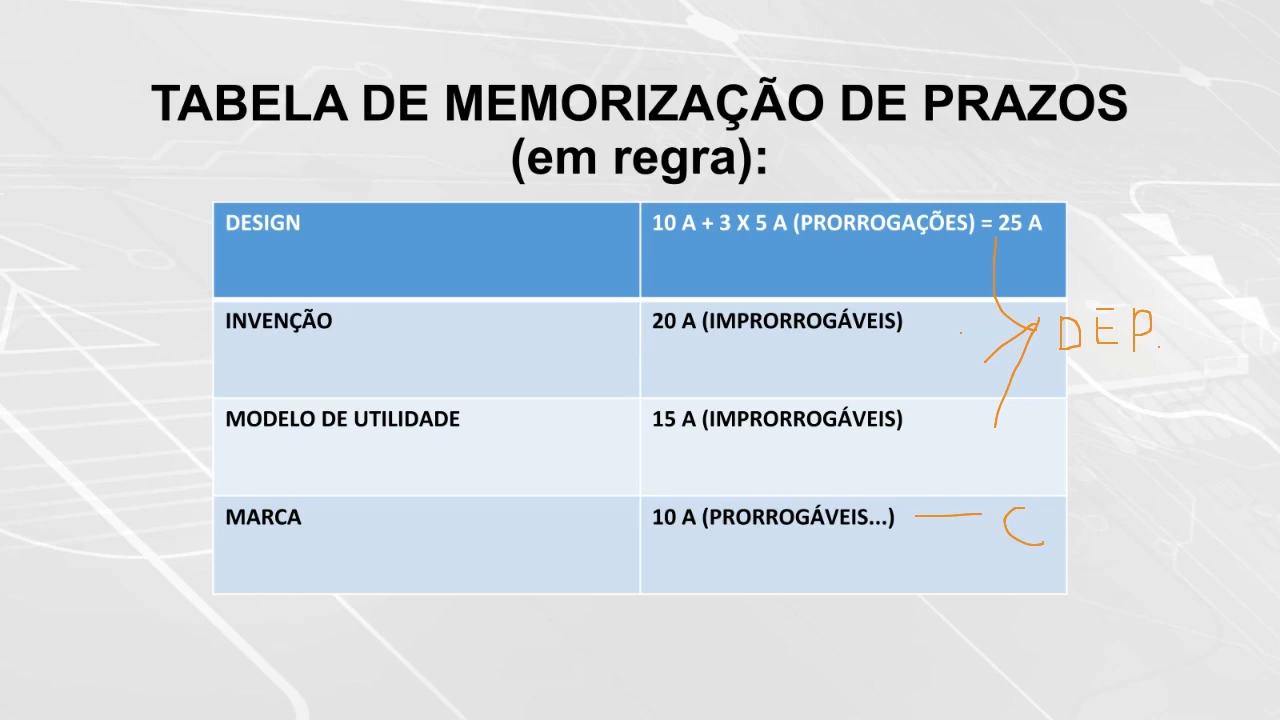 TABELA DE MEMORIZAÇÃO DE PRAZOS
(em regra):
DESIGN
10 A + 3 X 5 A (PRORROGAÇÕES) = 25 A
INVENÇÃO
20 A (IMPRORROGÁVEIS)
DEP.
MODELO DE UTILIDADE
15 A (IMPRORROGÁVEIS)
MARCA
10 A (PRORROGÁVEIS...)
C